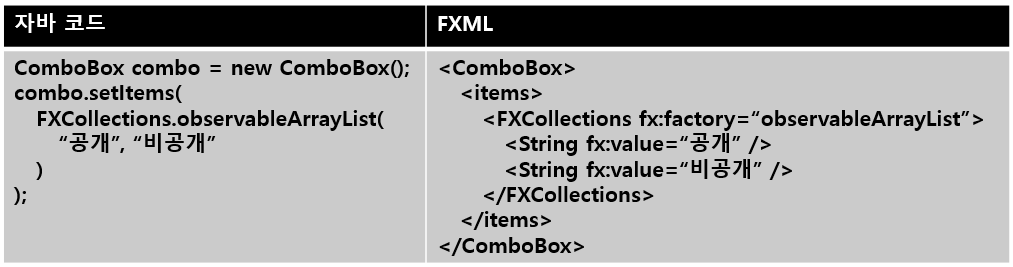 자바 코드
FXML
ComboBox combo = new ComboBox();
combo.setItems(
FXCollections.observableArrayList(
“공개”, “비공개”
)
);
<ComboBox>
<items>
<FXCollections fx:factory=“observableArrayList”>
<String fx:value=“공개” />
<String fx:value=“비공개” />
</FXCollections>
</items>
</ComboBox>